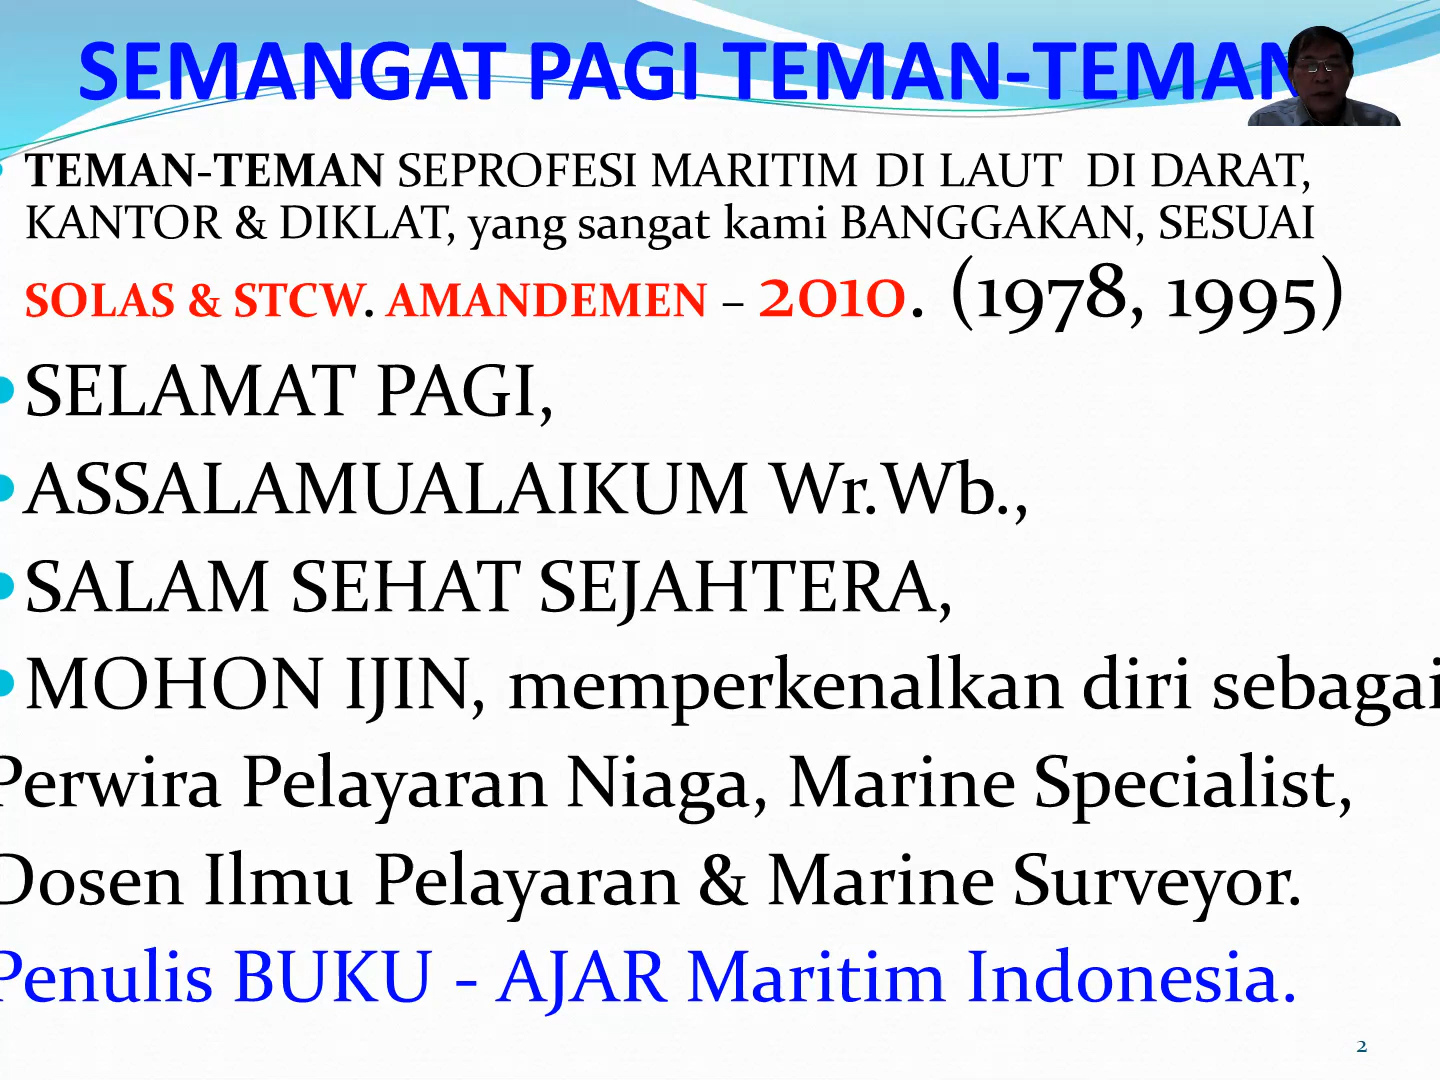 SEMANGAT PAGI TEMAN-TEMAN
TEMAN-TEMAN SEPROFESI MARITIM DI LAUT DI DARAT,
KANTOR & DIKLAT, yang sangat kami BANGGAKAN, SESUAI
SOLAS & STCW. AMANDEMEN – 2010. (1978, 1995)
•SELAMAT PAGI,
•ASSALAMUALAIKUM Wr.Wb.,
•SALAM SEHAT SEJAHTERA,
•MOHON IJIN, memperkenalkan diri sebagai
Perwira Pelayaran Niaga, Marine Specialist,
Dosen Ilmu Pelayaran & Marine Surveyor.
Penulis BUKU - AJAR Maritim Indonesia.
2